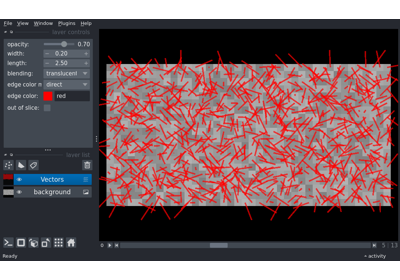 File View Window Plugins Help
layer controls
opacity: 0.70
width: 0.20
length: 2.50
blending: translucent
edge color m direct
edge color: red
out of slice:
layer list
Vectors
background
0 5 13
Ready activity